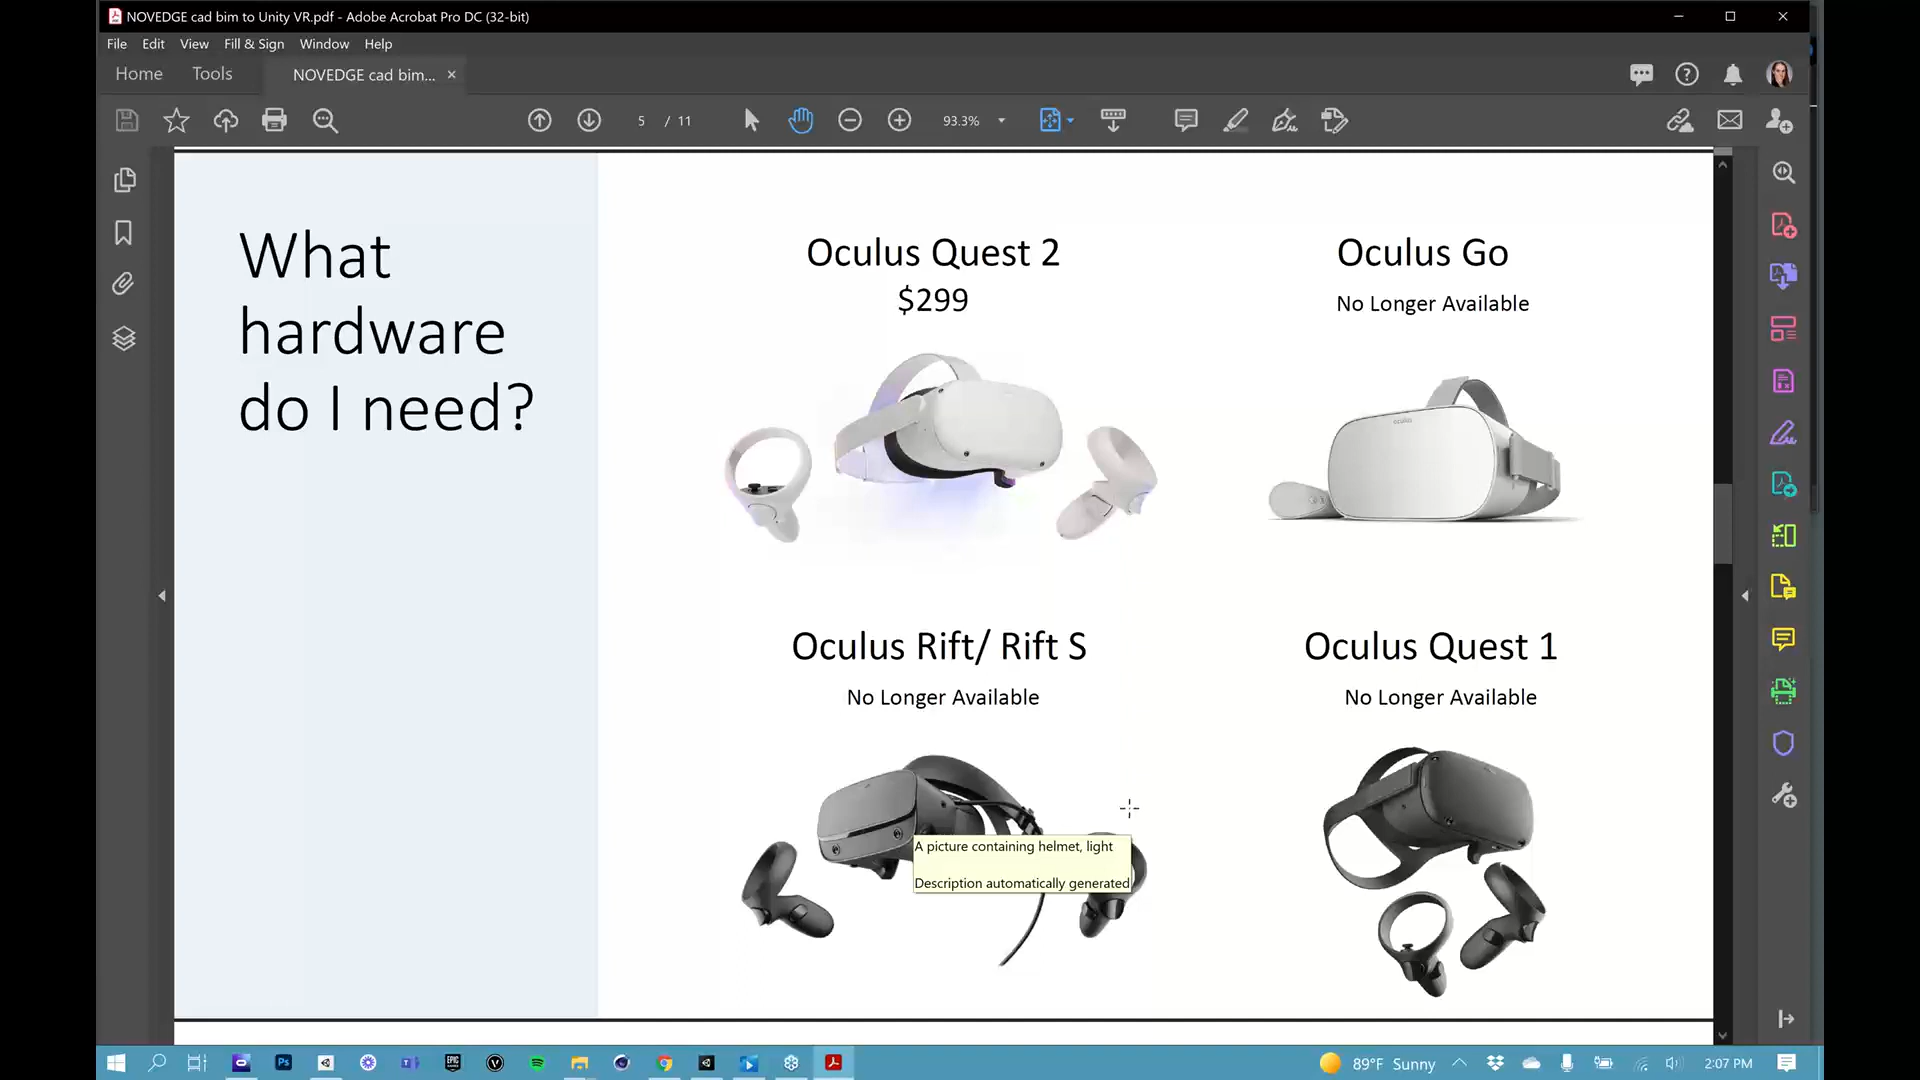 NOVEDGE cad bim to Unity VR.pdf - Adobe Acrobat Pro DC (32-bit)
File Edit View Fill & Sign Window Help
Home Tools NOVEDGE cad bim... ×
5 / 11 93.3%
What
hardware
do I need?
Oculus Quest 2
$299
Oculus Go
No Longer Available
oculus
Oculus Rift/ Rift S
No Longer Available
Oculus Quest 1
No Longer Available
A picture containing helmet, light
Description automatically generated
Ps
EPIC
89°F Sunny
2:07 PM